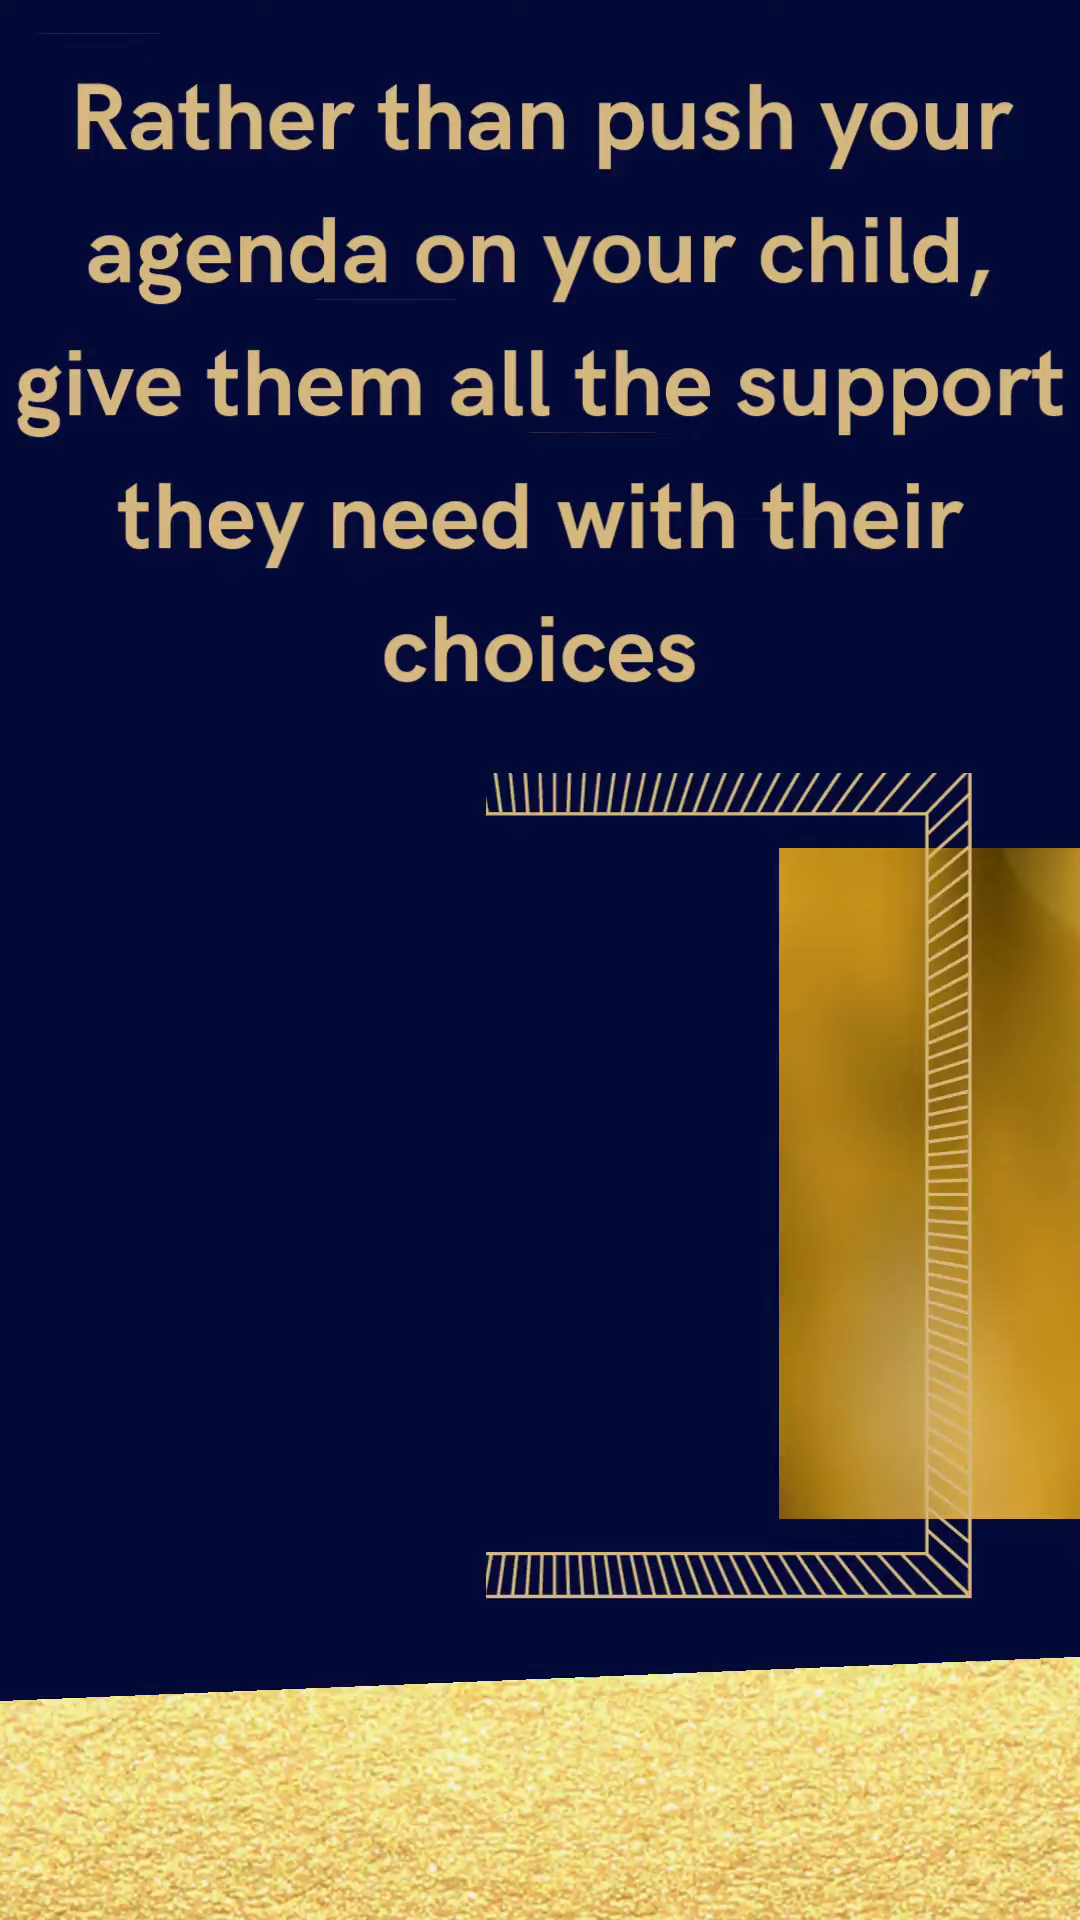 Rather than push your
agenda on your child,
give them all the support
they need with their
choices